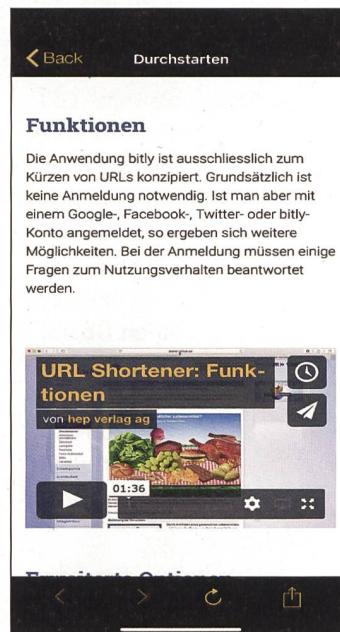 Back
Durchstarten
Funktionen
Die Anwendung bitly ist ausschliesslich zum
Kürzen von URLs konzipiert. Grundsätzlich ist
keine Anmeldung notwendig. Ist man aber mit
einem Google-, Facebook-, Twitter- oder bitly-
Konto angemeldet, so ergeben sich weitere
Möglichkeiten. Bei der Anmeldung müssen einige
Fragen zum Nutzungsverhalten beantwortet
werden.
URL Shortener: Funk-
tionen
von hep verlag ag
01:36